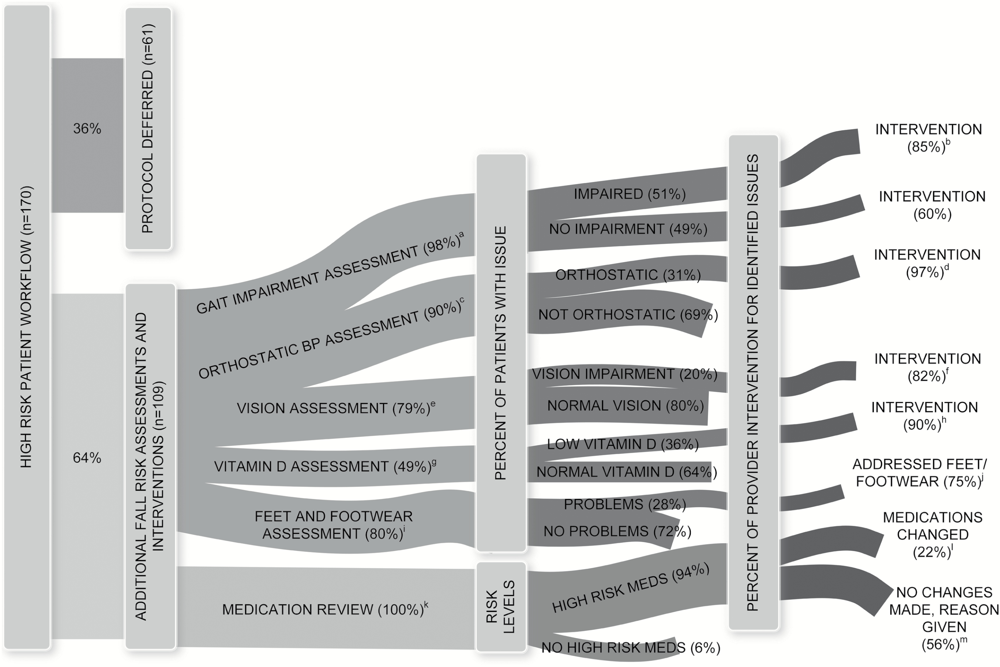 HIGH RISK PATIENT WORKFLOW (n=170)
36%
64%
PROTOCOL DEFERRED (n=61)
ADDITIONAL FALL RISK ASSESSMENTS AND
INTERVENTIONS (n=109)
GAIT IMPAIRMENT ASSESSMENT (98%)a
ORTHOSTATIC BP ASSESSMENT (90%)c
VISION ASSESSMENT (79%)e
VITAMIN D ASSESSMENT (49%)g
FEET AND FOOTWEAR
ASSESSMENT (80%)i
MEDICATION REVIEW (100%)k
PERCENT OF PATIENTS WITH ISSUE
RISK
LEVELS
IMPAIRED (51%)
NO IMPAIRMENT (49%)
ORTHOSTATIC (31%)
NOT ORTHOSTATIC (69%)
VISION IMPAIRMENT (20%)
NORMAL VISION (80%)
LOW VITAMIN D (36%)
NORMAL VITAMIN D (64%)
PROBLEMS (28%)
NO PROBLEMS (72%)
HIGH RISK MEDS (94%)
NO HIGH RISK MEDS (6%)
PERCENT OF PROVIDER INTERVENTION FOR IDENTIFIED ISSUES
INTERVENTION
(85%)b
INTERVENTION
(60%)
INTERVENTION
(97%)d
INTERVENTION
(82%)f
INTERVENTION
(90%)h
ADDRESSED FEET/
FOOTWEAR (75%)j
MEDICATIONS
CHANGED
(22%)l
NO CHANGES
MADE, REASON
GIVEN
(56%)m